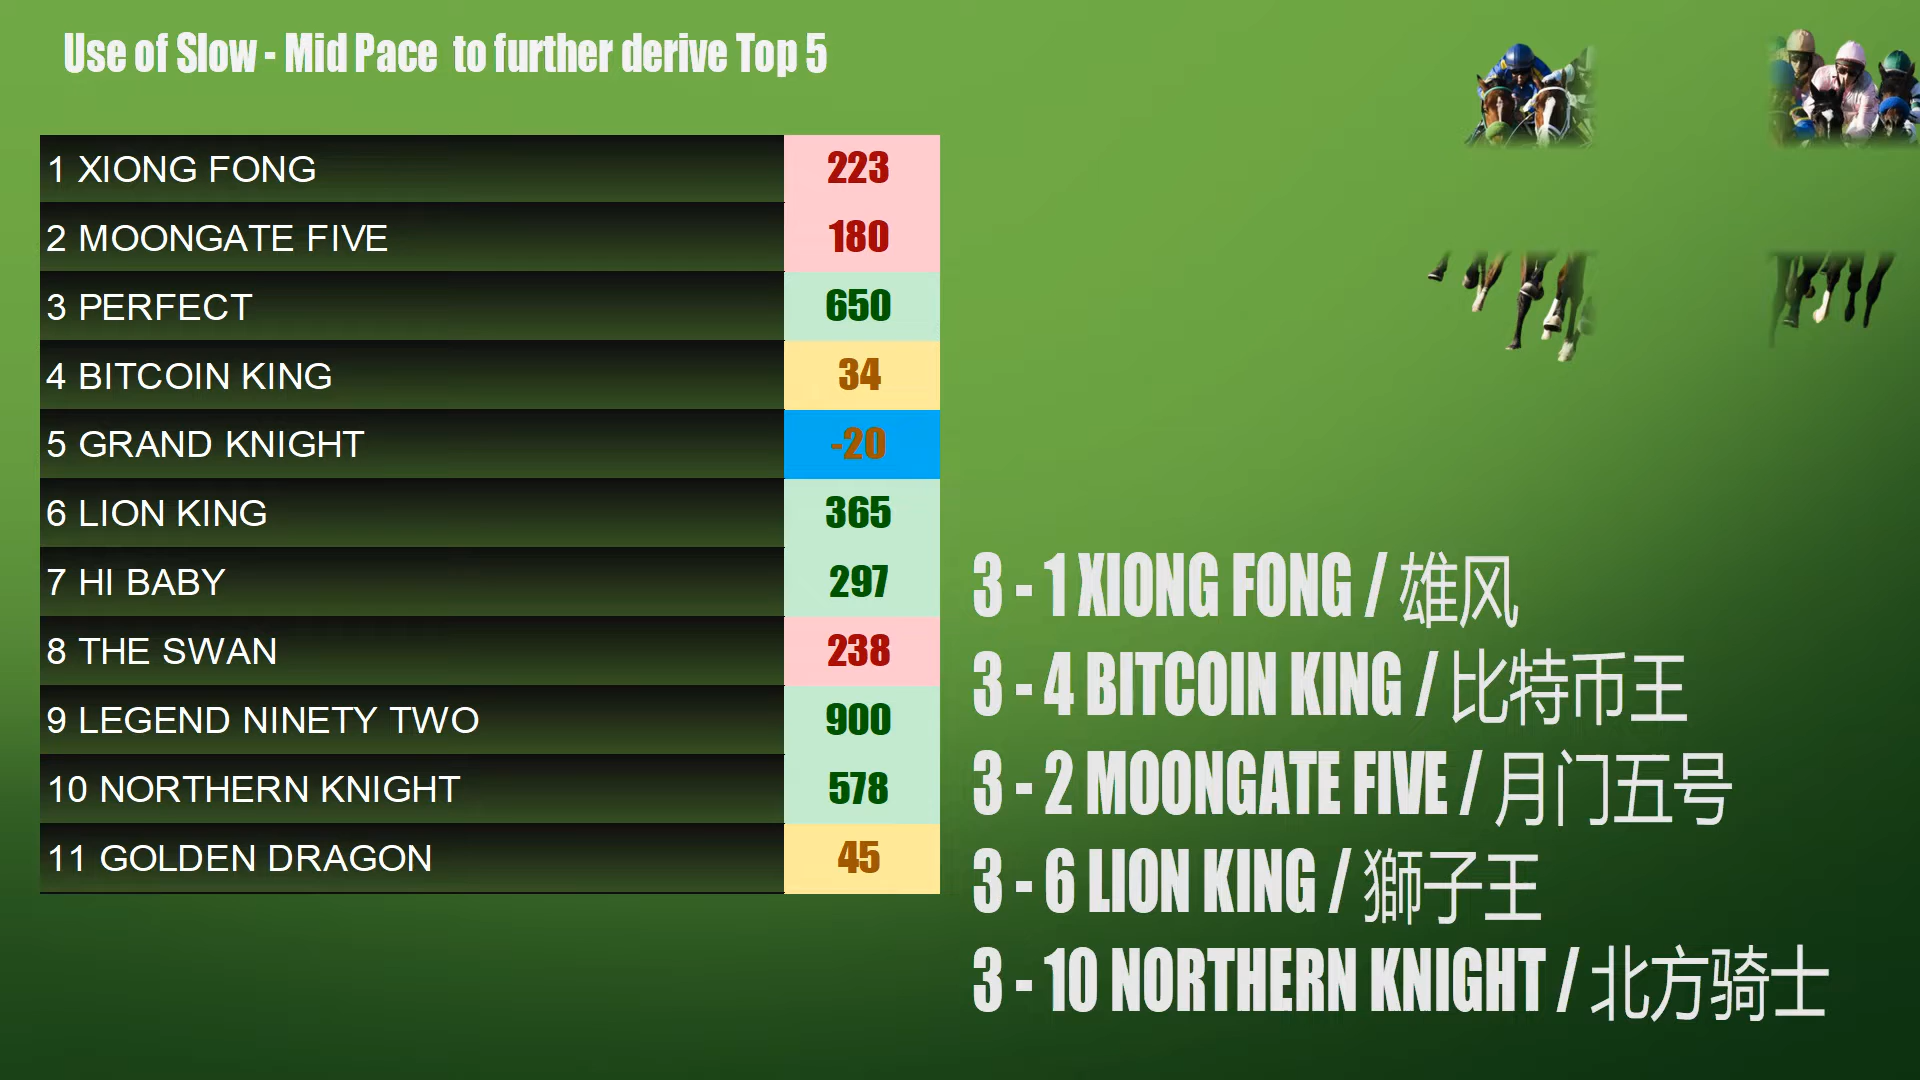 Use of Slow - Mid Pace to further derive Top 5
1 XIONG FONG 223
2 MOONGATE FIVE 180
3 PERFECT 650
4 BITCOIN KING 34
5 GRAND KNIGHT -20
6 LION KING 365
7 HI BABY 297
8 THE SWAN 238
9 LEGEND NINETY TWO 900
10 NORTHERN KNIGHT 578
11 GOLDEN DRAGON 45
3 - 1 XIONG FONG / 雄风
3 - 4 BITCOIN KING / 比特币王
3 - 2 MOONGATE FIVE / 月门五号
3 - 6 LION KING / 獅子王
3 - 10 NORTHERN KNIGHT / 北方骑士